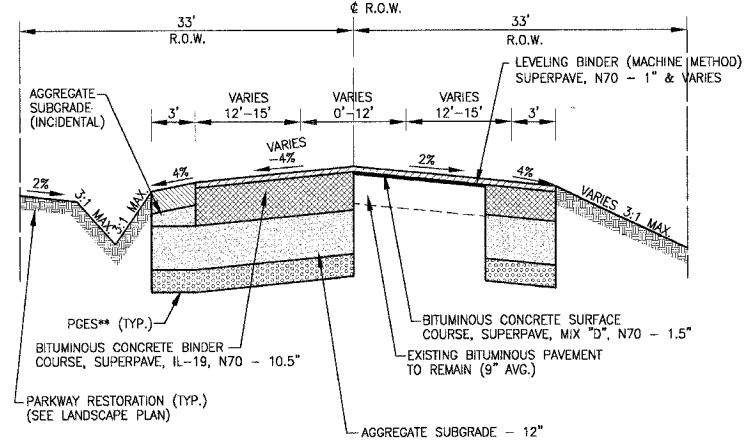 ℄ R.O.W.
33'
R.O.W.
33'
R.O.W.
LEVELING BINDER (MACHINE METHOD)
SUPERPAVE, N70 - 1" & VARIES
AGGREGATE
SUBGRADE
(INCIDENTAL)
3'
VARIES
12'-15'
VARIES
0'-12'
VARIES
12'-15'
3'
2%
3:1 MAX.
3:1 MAX.
4%
VARIES
-4%
2%
4%
VARIES 3:1 MAX.
PGES** (TYP.)
BITUMINOUS CONCRETE BINDER
COURSE, SUPERPAVE, IL-19, N70 - 10.5"
PARKWAY RESTORATION (TYP.)
(SEE LANDSCAPE PLAN)
BITUMINOUS CONCRETE SURFACE
COURSE, SUPERPAVE, MIX "D", N70 - 1.5"
EXISTING BITUMINOUS PAVEMENT
TO REMAIN (9" AVG.)
AGGREGATE SUBGRADE - 12"